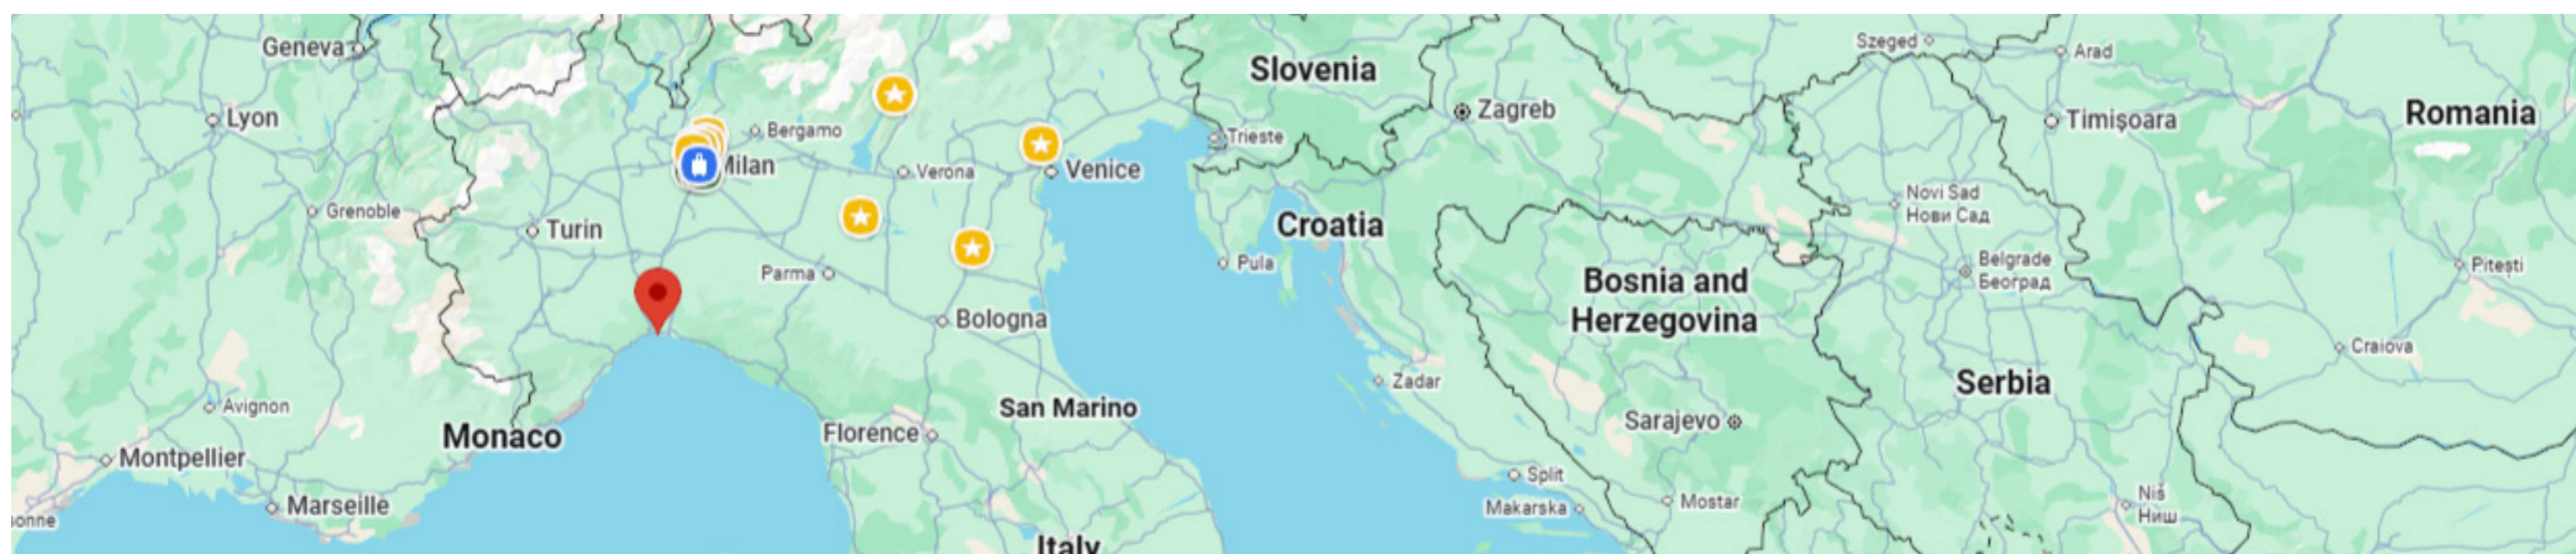 Geneva
Lyon
Grenoble
Avignon
Montpellier
Marseille
Monaco
Turin
Milan
Bergamo
Verona
Venice
Parma
Bologna
Florence
San Marino
Italy
Slovenia
Trieste
Croatia
Pula
Zadar
Split
Makarska
Zagreb
Bosnia and
Herzegovina
Sarajevo
Mostar
Szeged
Arad
Timișoara
Romania
Novi Sad
Нови Сад
Belgrade
Београд
Pitești
Craiova
Serbia
Niš
Ниш